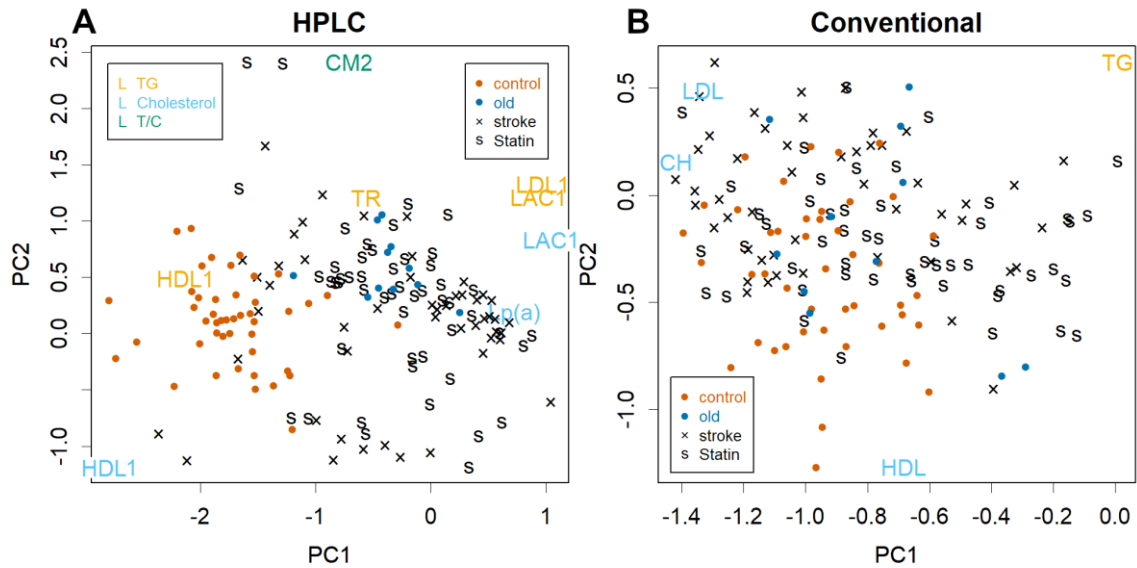 A HPLC
2.5
2.0
1.5
1.0
0.5
0.0
-1.0
PC2
L TG
L Cholesterol
L T/C
CM2
control
old
stroke
Statin
TR
LDL1
LAC1
LAC1
HDL1
Lp(a)
HDL1
-2 -1 0 1
PC1
B Conventional
0.5
0.0
-1.0
PC2
TG
LDL
CH
control
old
stroke
Statin
HDL
-1.4 -1.2 -1.0 -0.8 -0.6 -0.4 -0.2 0.0
PC1